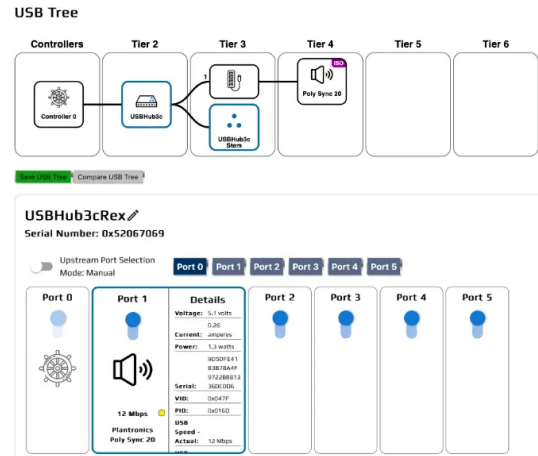 USB Tree
Controllers Tier 2 Tier 3 Tier 4 Tier 5 Tier 6
ISO
1
Controller 0 USBHub3c Poly Sync 20
USBHub3c
Stem
Save USB Tree Compare USB Tree
USBHub3cRex
Serial Number: 0x52067069
Upstream Port Selection
Mode: Manual
Port 0 Port 1 Port 2 Port 3 Port 4 Port 5
Port 0 Port 1 Details Port 2 Port 3 Port 4 Port 5
Voltage: 5.1 volts
0.26
Current: amperes
Power: 1.3 watts
9D5DFE41
83B78A4F
9722BBB13
Serial: 360C0D6
VID: 0x047F
12 Mbps PID: 0x016D
Plantronics
Poly Sync 20
USB
Speed -
Actual: 12 Mbps